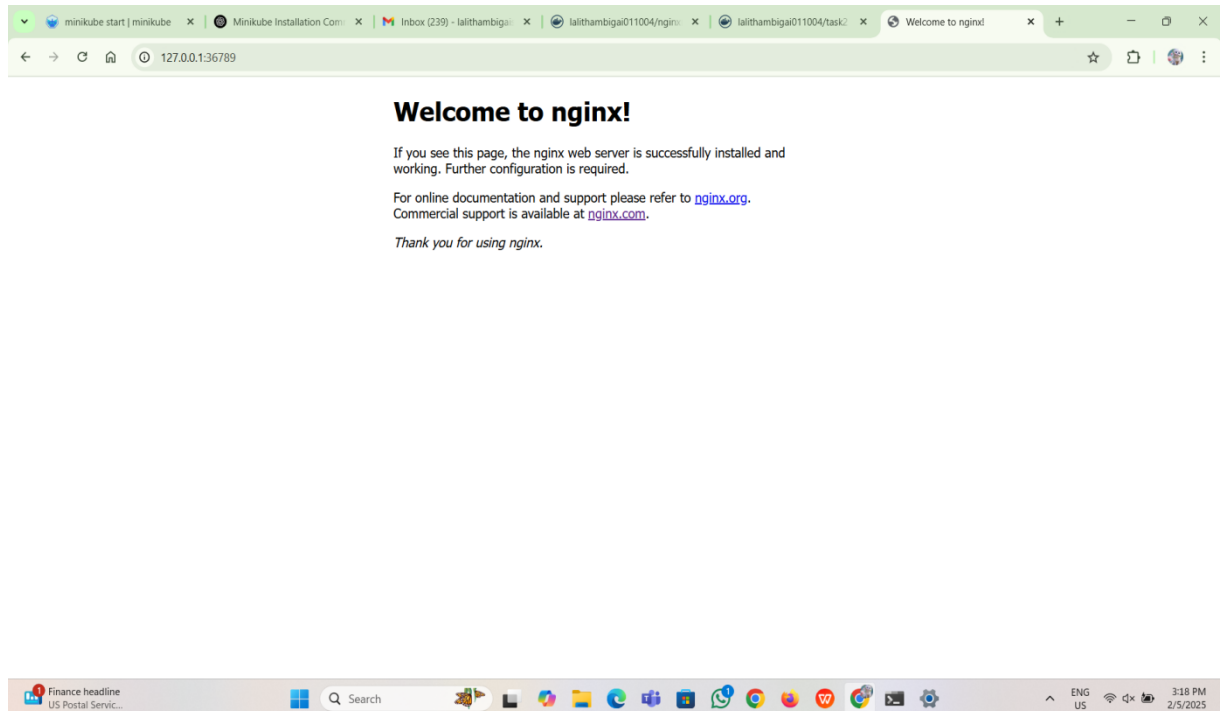 minikube start | minikube
Minikube Installation Com
Inbox (239) - lalithambigai
lalithambigai011004/nginx
lalithambigai011004/task2
Welcome to nginx!
127.0.0.1:36789
Welcome to nginx!
If you see this page, the nginx web server is successfully installed and
working. Further configuration is required.
For online documentation and support please refer to nginx.org.
Commercial support is available at nginx.com.
Thank you for using nginx.
1
Finance headline
US Postal Servic...
Search
ENG
US
3:18 PM
2/5/2025